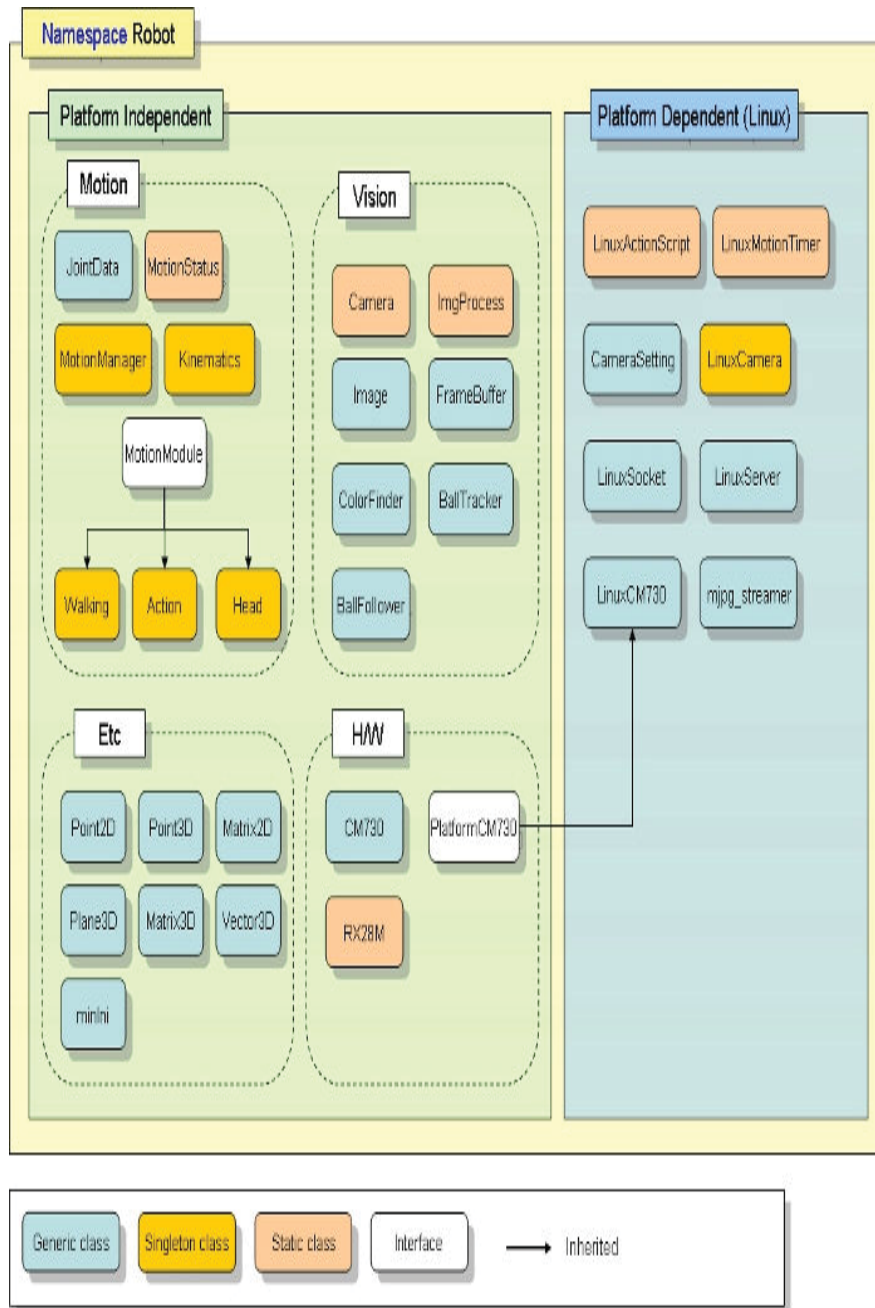 Namespace Robot
Platform Independent
Motion
JointData
MotionStatus
MotionManager
Kinematics
MotionModule
Walking
Action
Head
Vision
Camera
ImgProcess
Image
FrameBuffer
ColorFinder
BallTracker
BallFollower
Etc
Point2D
Point3D
Matrix2D
Plane3D
Matrix3D
Vector3D
minIni
H/W
CM730
PlatformCM730
RX28M
Platform Dependent (Linux)
LinuxActionScript
LinuxMotionTimer
CameraSetting
LinuxCamera
LinuxSocket
LinuxServer
LinuxCM730
mjpg_streamer
Generic class
Singleton class
Static class
Interface
Inherited